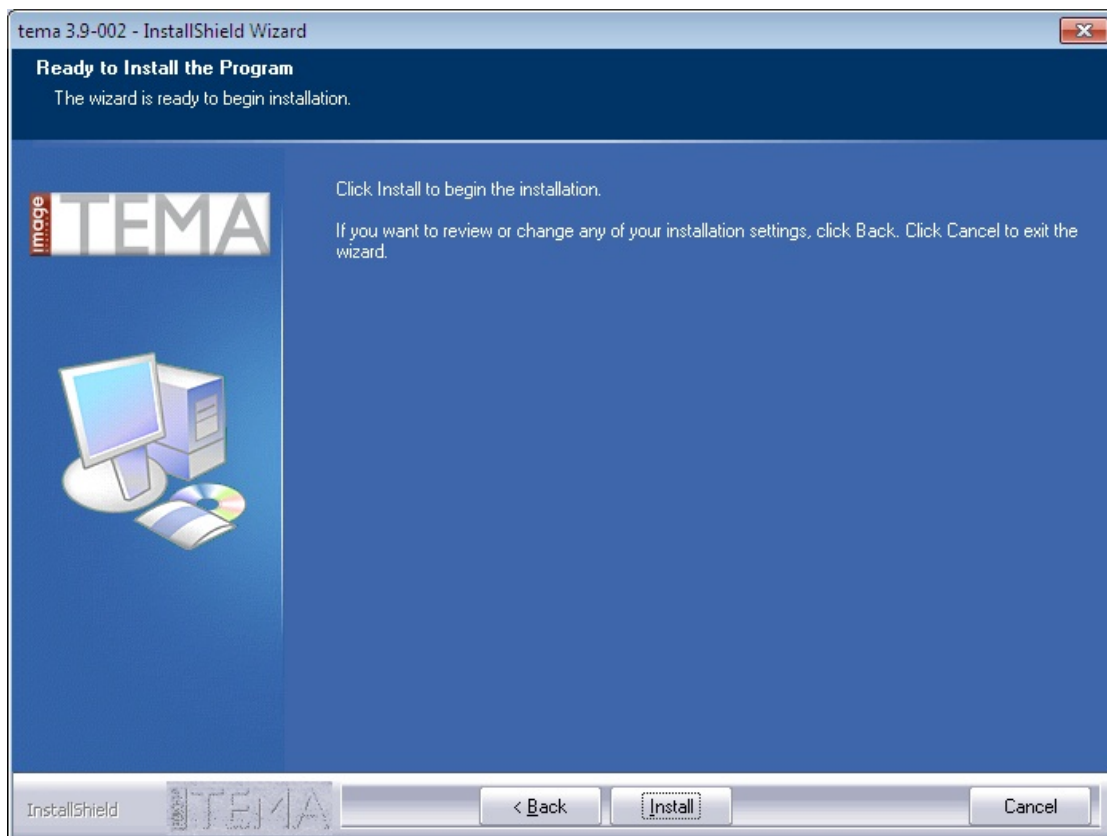 tema 3.9-002 - InstallShield Wizard
Ready to Install the Program
The wizard is ready to begin installation.
image
TEMA
Click Install to begin the installation.
If you want to review or change any of your installation settings, click Back. Click Cancel to exit the
wizard.
InstallShield
TEMA
< Back
Install
Cancel